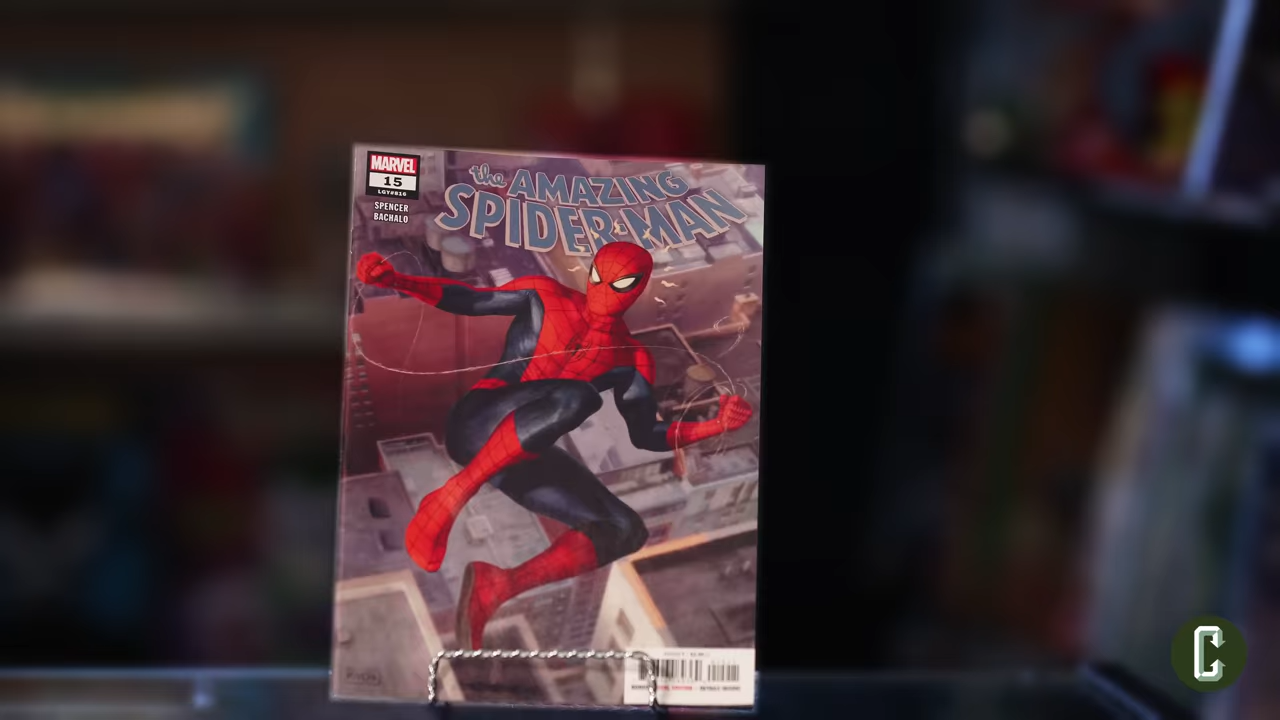 MARVEL
15
LGY#816
SPENCER
BACHALO
the
AMAZING
SPIDER-MAN